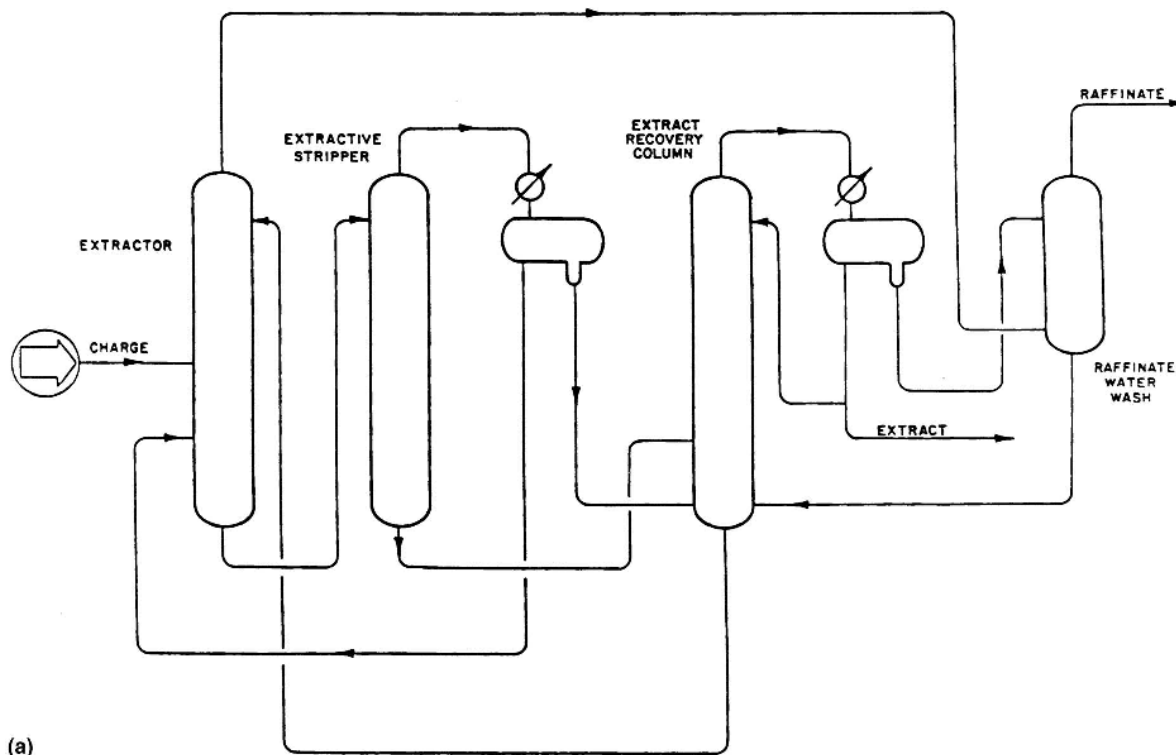 RAFFINATE
EXTRACTIVE
STRIPPER
EXTRACT
RECOVERY
COLUMN
EXTRACTOR
CHARGE
RAFFINATE
WATER
WASH
EXTRACT
(a)